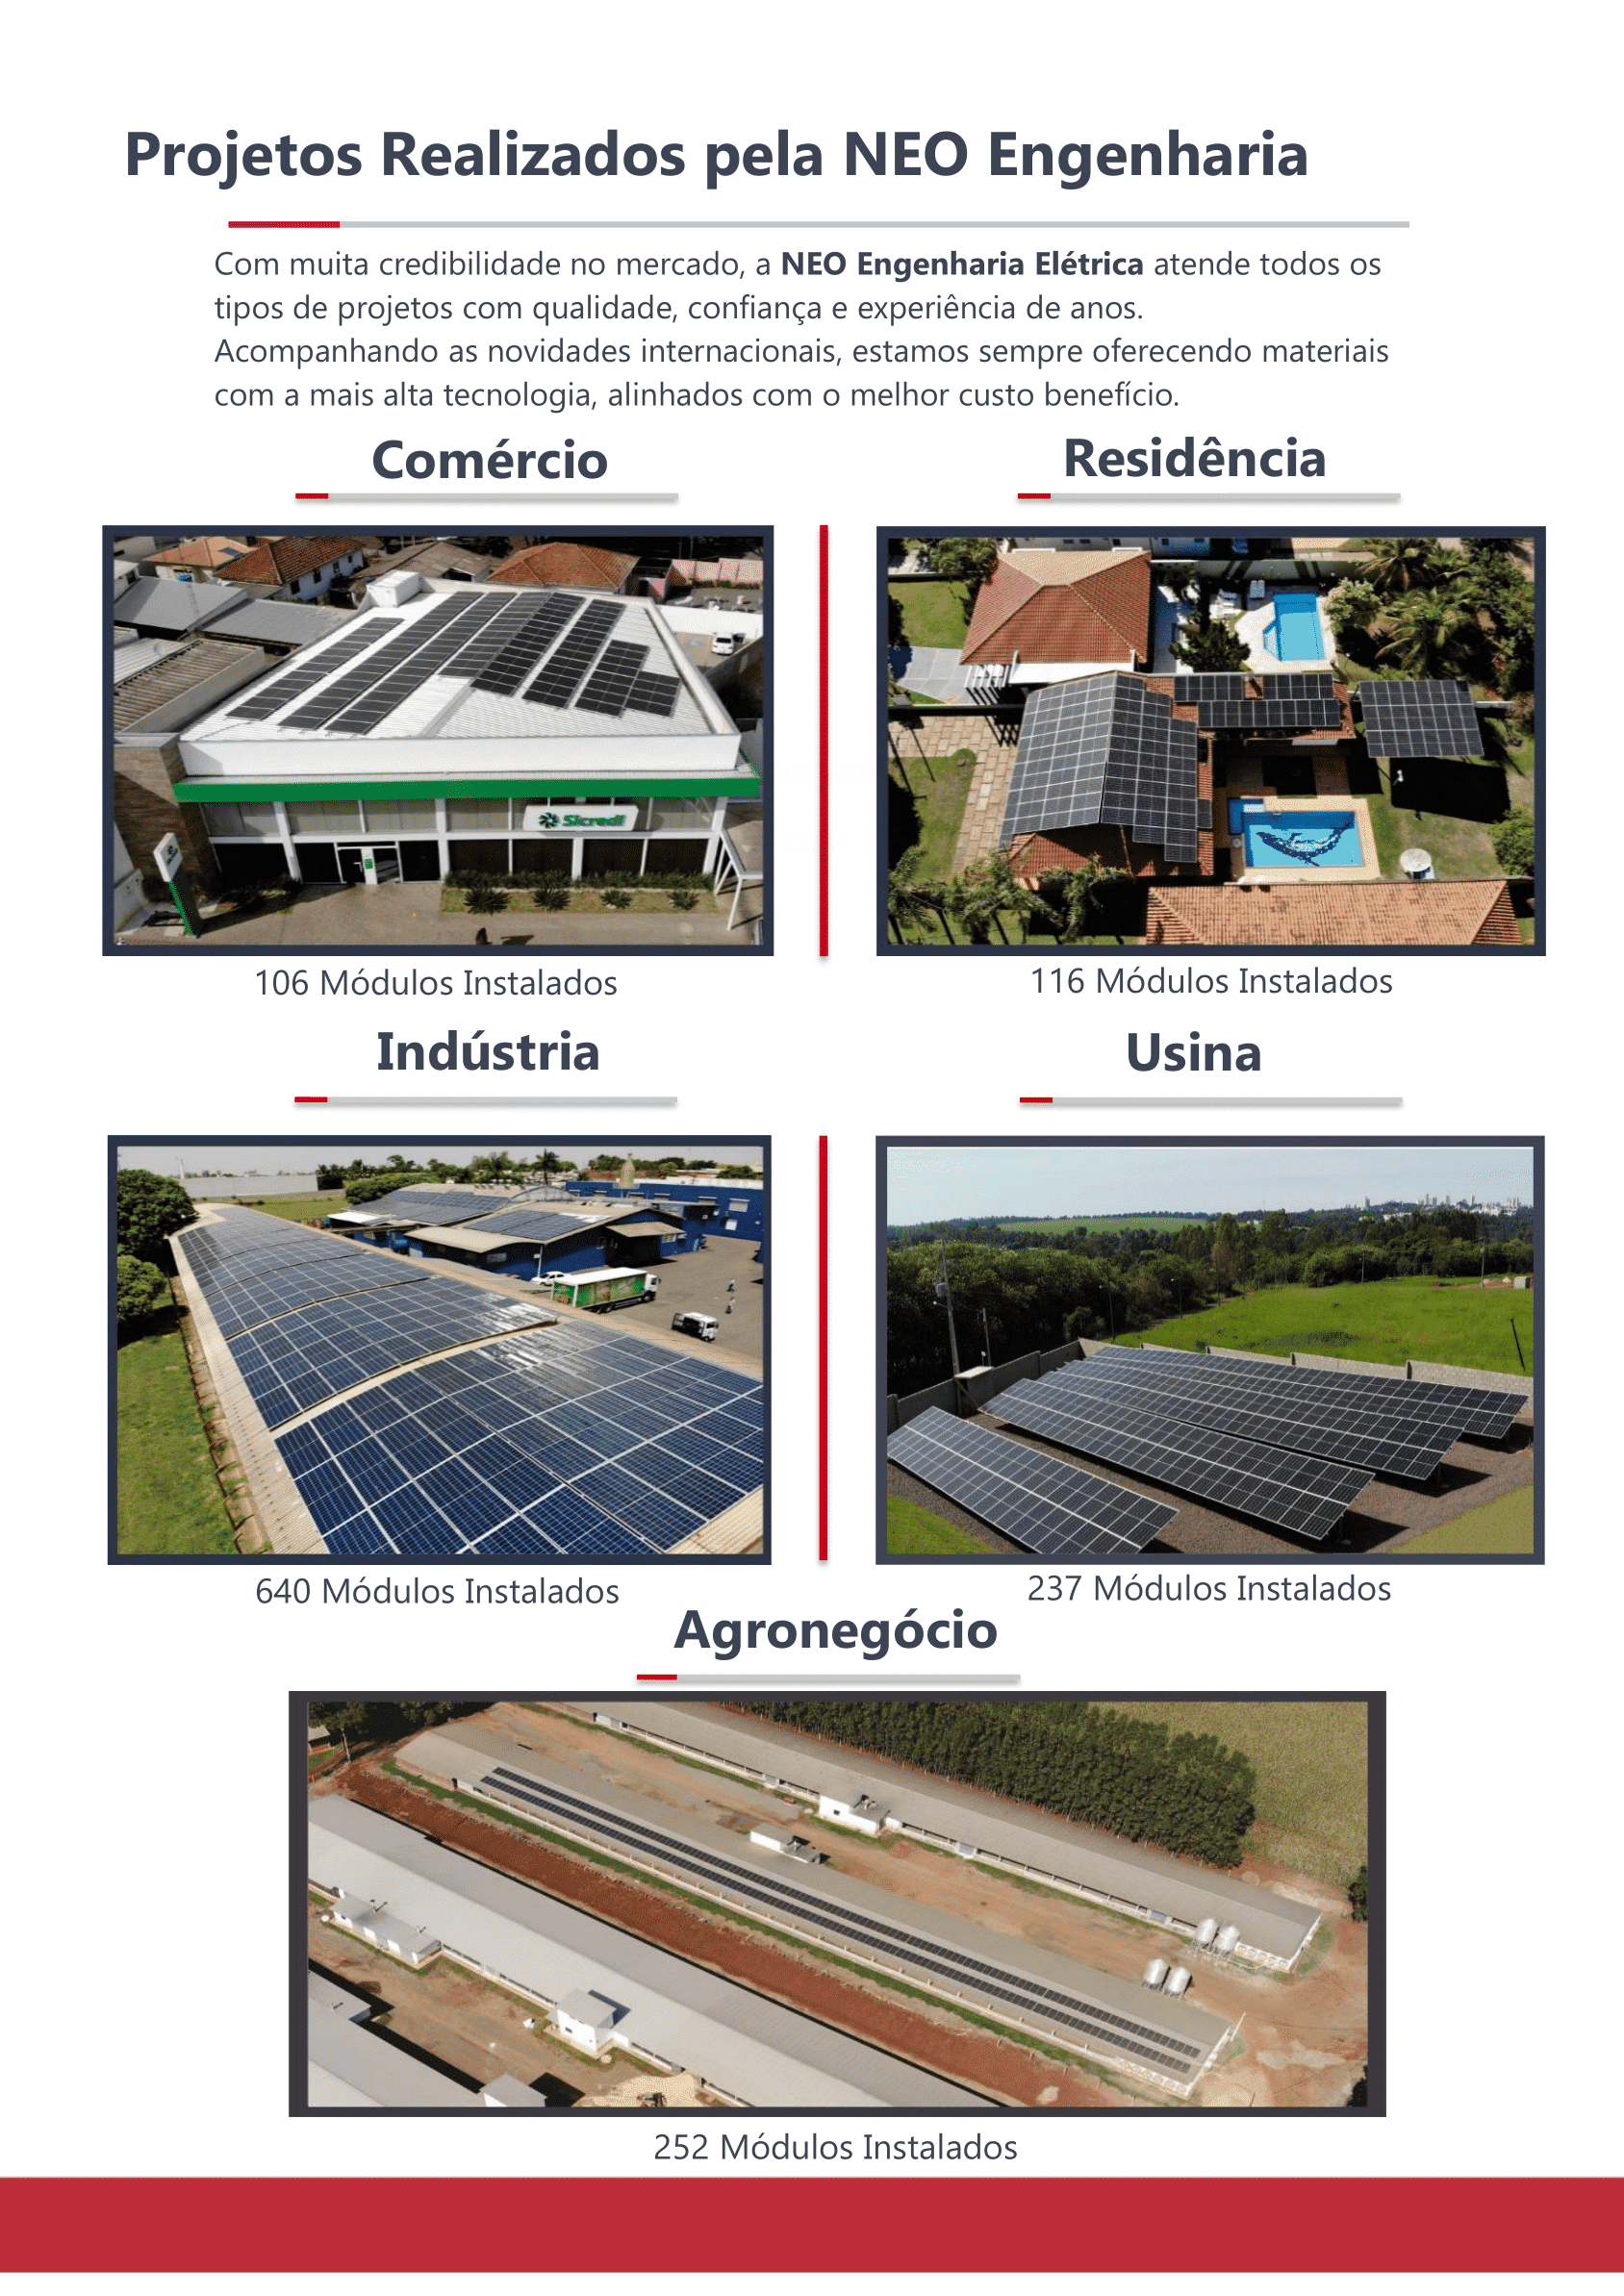 Projetos Realizados pela NEO Engenharia
Com muita credibilidade no mercado, a NEO Engenharia Elétrica atende todos os
tipos de projetos com qualidade, confiança e experiência de anos.
Acompanhando as novidades internacionais, estamos sempre oferecendo materiais
com a mais alta tecnologia, alinhados com o melhor custo benefício.
Comércio
Residência
Sicredi
106 Módulos Instalados
116 Módulos Instalados
Indústria
Usina
640 Módulos Instalados
237 Módulos Instalados
Agronegócio
252 Módulos Instalados